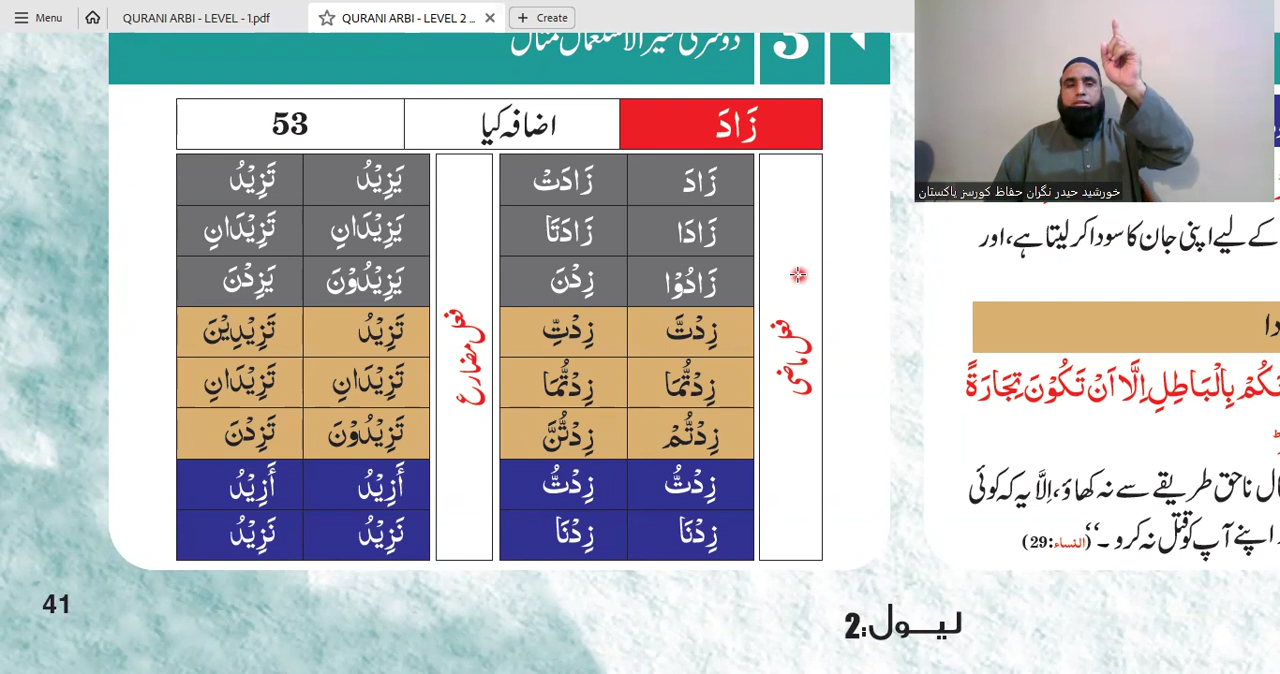 Menu QURANI ARBI - LEVEL - 1.pdf QURANI ARBI - LEVEL 2 ... Create
3 دوسری کثیر الاستعمال مثال
زَادَ اضافہ کیا 53
فعل ماضی
زَادَ زَادَتْ
زَادَا زَادَتَا
زَادُوْا زِدْنَ
زِدْتَّ زِدْتِّ
زِدْتُّمَا زِدْتُّمَا
زِدْتُّمْ زِدْتُّنَّ
زِدْتُّ زِدْتُّ
زِدْنَا زِدْنَا
فعل مضارع
يَزِيْدُ تَزِيْدُ
يَزِيْدَانِ تَزِيْدَانِ
يَزِيْدُوْنَ يَزِدْنَ
تَزِيْدُ تَزِيْدِيْنَ
تَزِيْدَانِ تَزِيْدَانِ
تَزِيْدُوْنَ تَزِدْنَ
أَزِيْدُ أَزِيْدُ
نَزِيْدُ نَزِيْدُ
41
لیول:2
خورشید حیدر نگران حفاظ کورسز پاکستان
کے لیے اپنی جان کا سودا کر لیتا ہے، اور
بِالْبَاطِلِ اِلَّآ اَنْ تَكُوْنَ تِجَارَةً
ناحق طریقے سے نہ کھاؤ، اِلَّا یہ کہ کوئی
اپنے آپ کو قتل نہ کرو۔‘‘ (النساء:29)